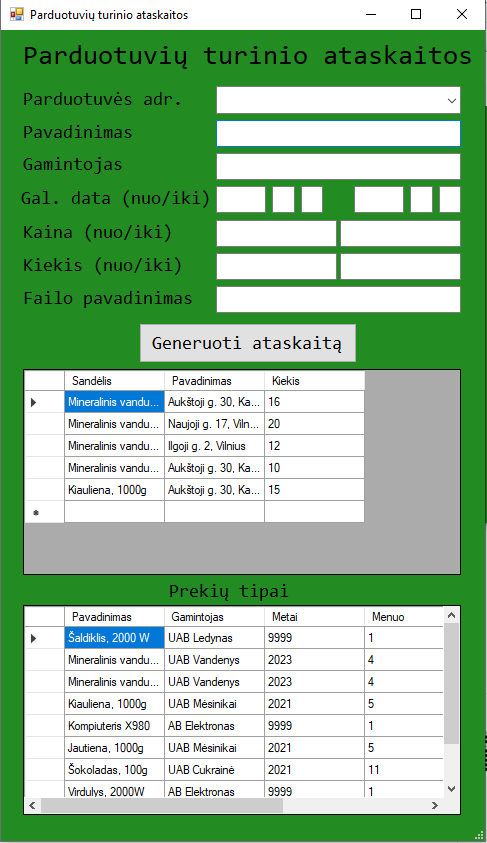 Parduotuvių turinio ataskaitos
Parduotuvių turinio ataskaitos
Parduotuvės adr.
Pavadinimas
Gamintojas
Gal. data (nuo/iki)
Kaina (nuo/iki)
Kiekis (nuo/iki)
Failo pavadinimas
Generuoti ataskaitą
Sandėlis Pavadinimas Kiekis
Mineralinis vandu... Aukštoji g. 30, Ka... 16
Mineralinis vandu... Naujoji g. 17, Viln... 20
Mineralinis vandu... Ilgoji g. 2, Vilnius 12
Mineralinis vandu... Aukštoji g. 30, Ka... 10
Kiauliena, 1000g Aukštoji g. 30, Ka... 15
Prekių tipai
Pavadinimas Gamintojas Metai Menuo
Šaldiklis, 2000 W UAB Ledynas 9999 1
Mineralinis vandu... UAB Vandenys 2023 4
Mineralinis vandu... UAB Vandenys 2023 4
Kiauliena, 1000g UAB Mėsinikai 2021 5
Kompiuteris X980 AB Elektronas 9999 1
Jautiena, 1000g UAB Mėsinikai 2021 5
Šokoladas, 100g UAB Cukrainė 2021 11
Virdulys, 2000W AB Elektronas 9999 1